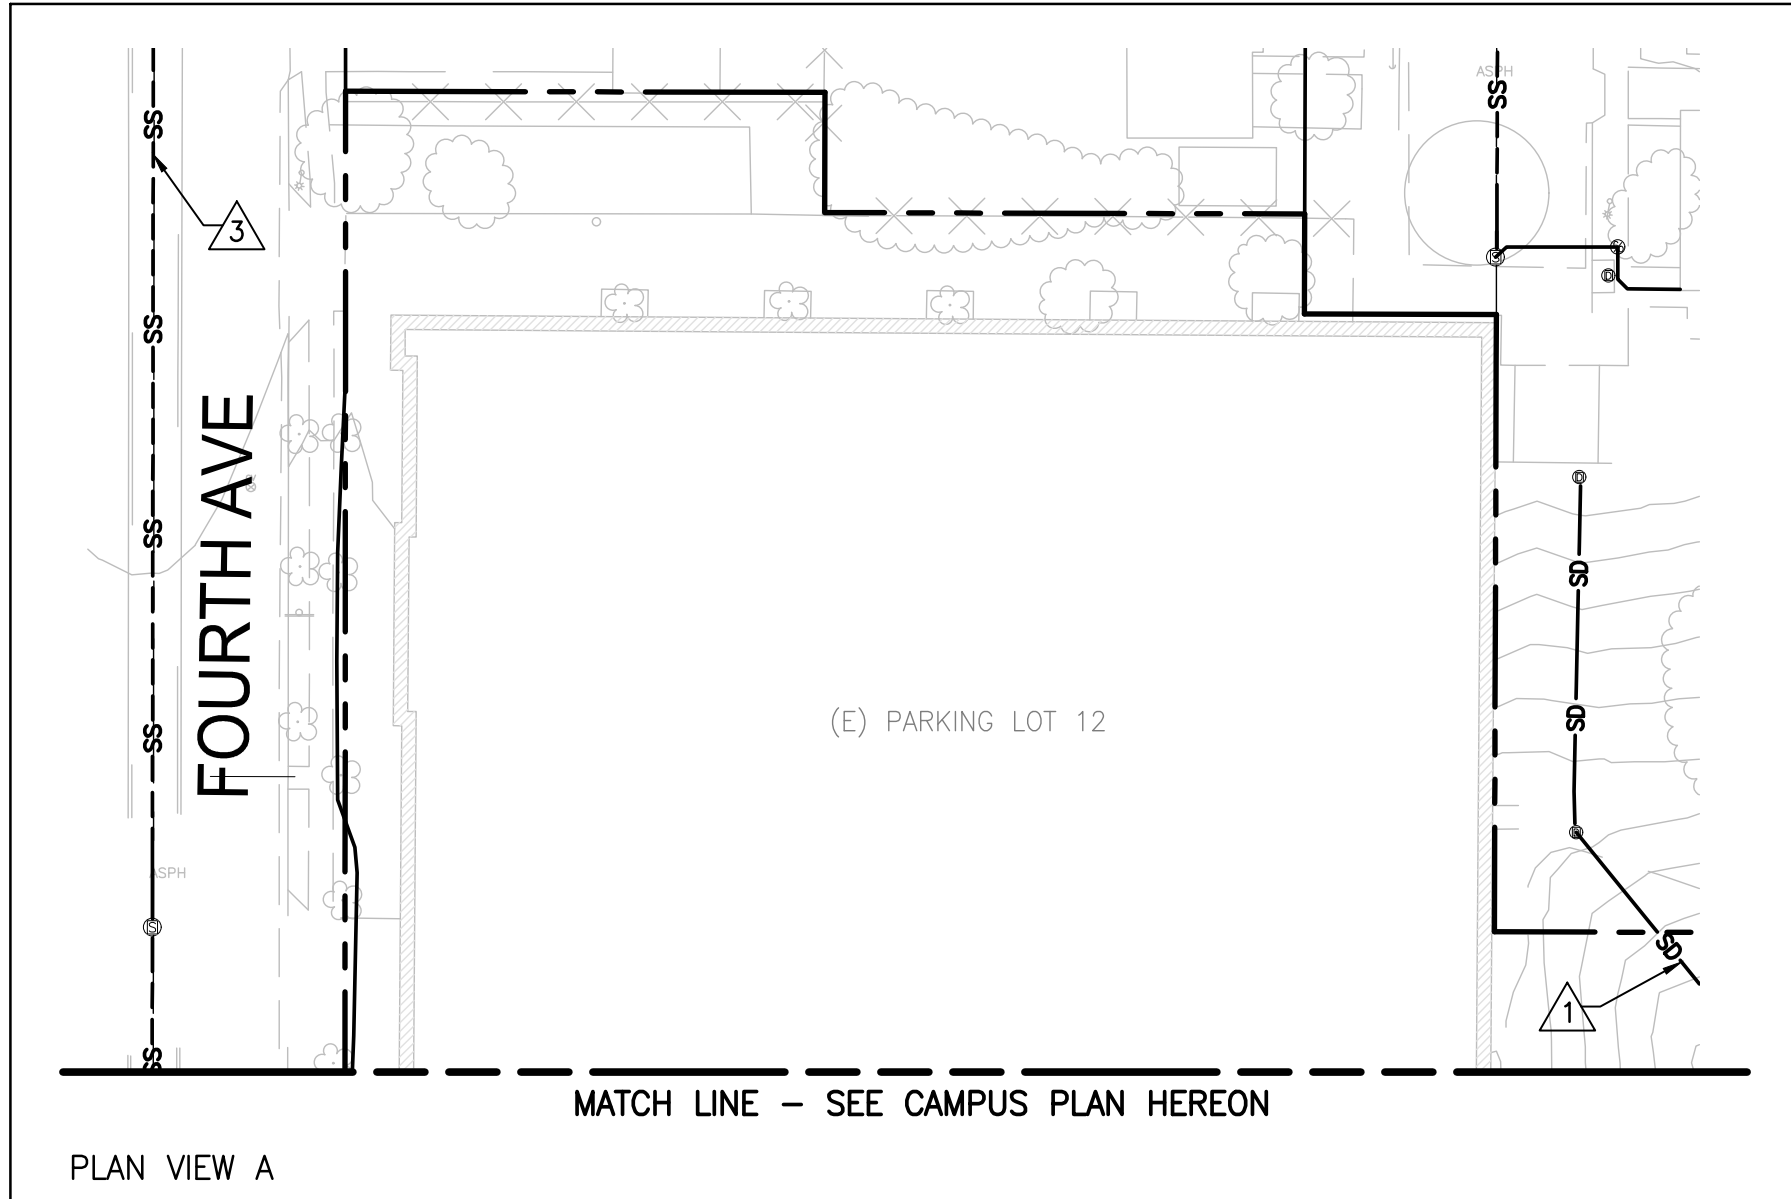 ASPH
SS
SS
3
S
D
SS
FOURTH AVE
D
SS
SD
SD
(E) PARKING LOT 12
SS
D
ASPH
S
SD
1
SS
MATCH LINE – SEE CAMPUS PLAN HEREON
PLAN VIEW A